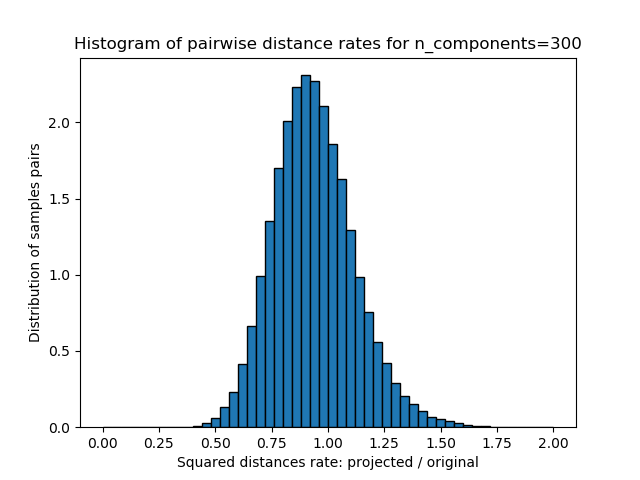 Histogram of pairwise distance rates for n_components=300
Distribution of samples pairs
2.0
1.5
1.0
0.5
0.0
0.00 0.25 0.50 0.75 1.00 1.25 1.50 1.75 2.00
Squared distances rate: projected / original